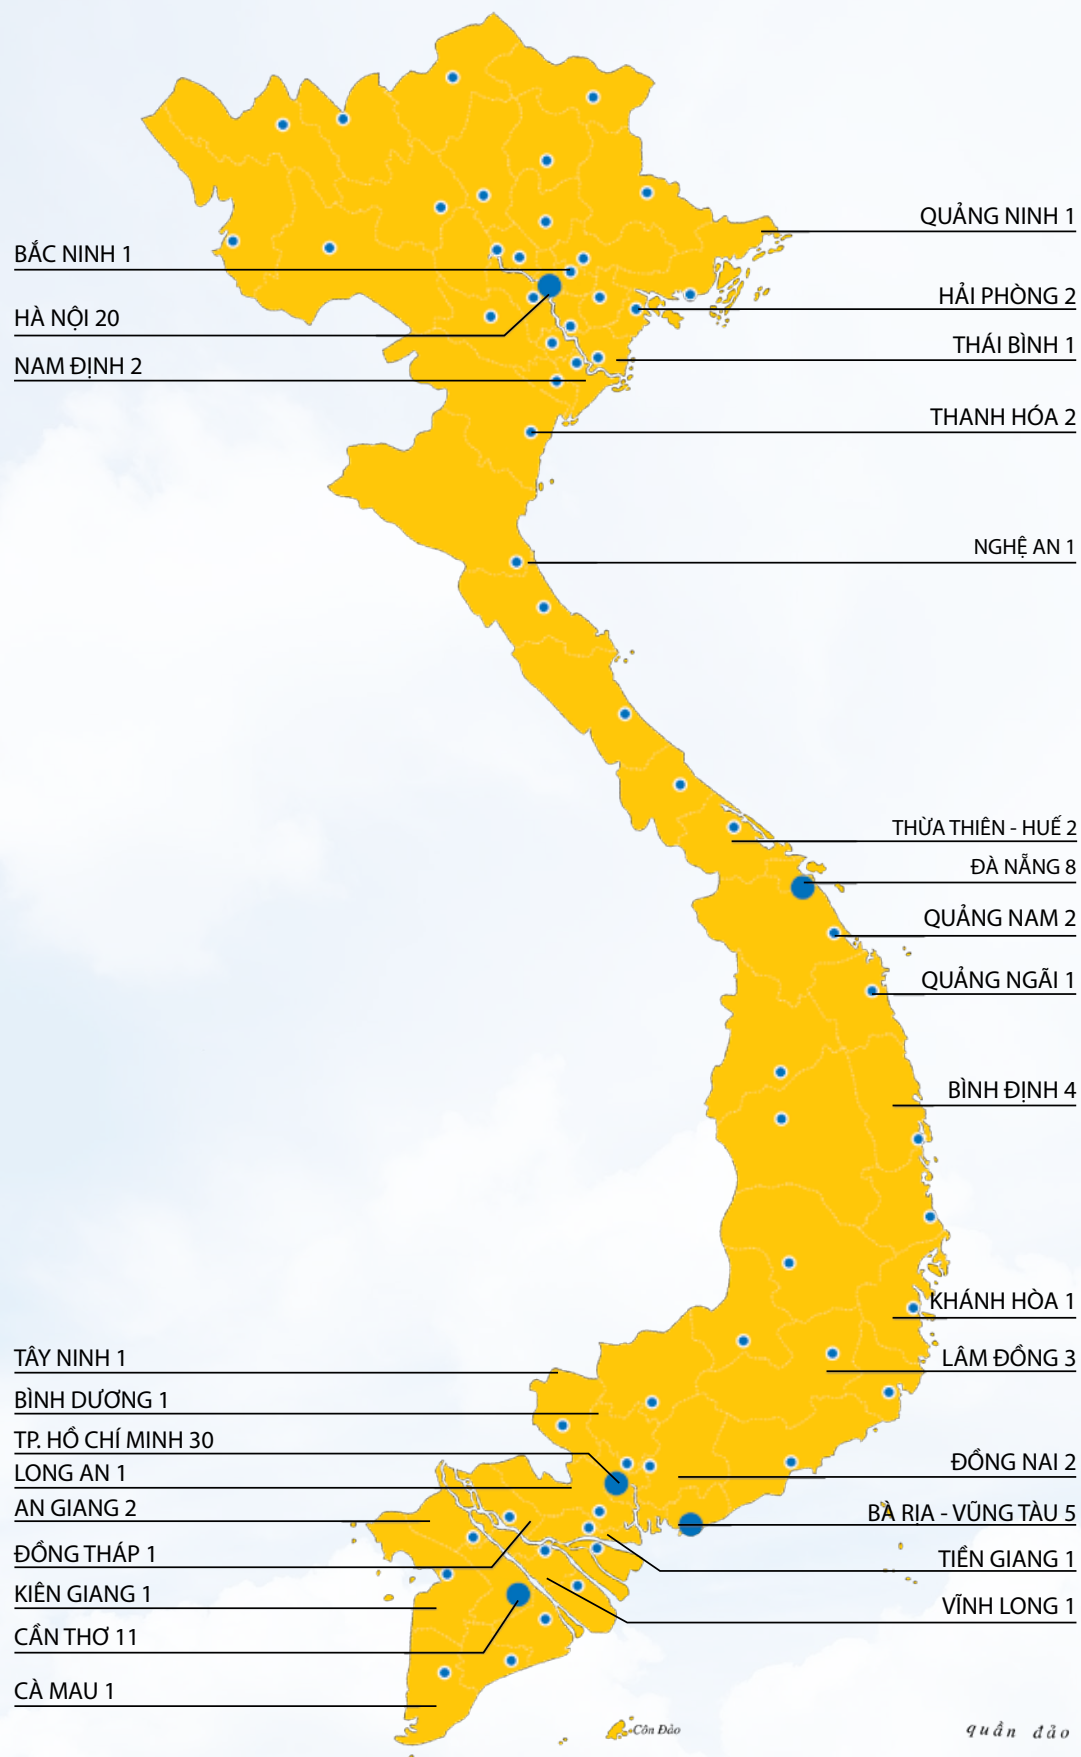 QUẢNG NINH 1
BẮC NINH 1
HẢI PHÒNG 2
HÀ NỘI 20
THÁI BÌNH 1
NAM ĐỊNH 2
THANH HÓA 2
NGHỆ AN 1
THỪA THIÊN - HUẾ 2
ĐÀ NẴNG 8
QUẢNG NAM 2
QUẢNG NGÃI 1
BÌNH ĐỊNH 4
KHÁNH HÒA 1
TÂY NINH 1
LÂM ĐỒNG 3
BÌNH DƯƠNG 1
TP. HỒ CHÍ MINH 30
ĐỒNG NAI 2
LONG AN 1
AN GIANG 2
BÀ RỊA - VŨNG TÀU 5
ĐỒNG THÁP 1
TIỀN GIANG 1
KIÊN GIANG 1
VĨNH LONG 1
CẦN THƠ 11
CÀ MAU 1
Côn Đảo
quần đảo